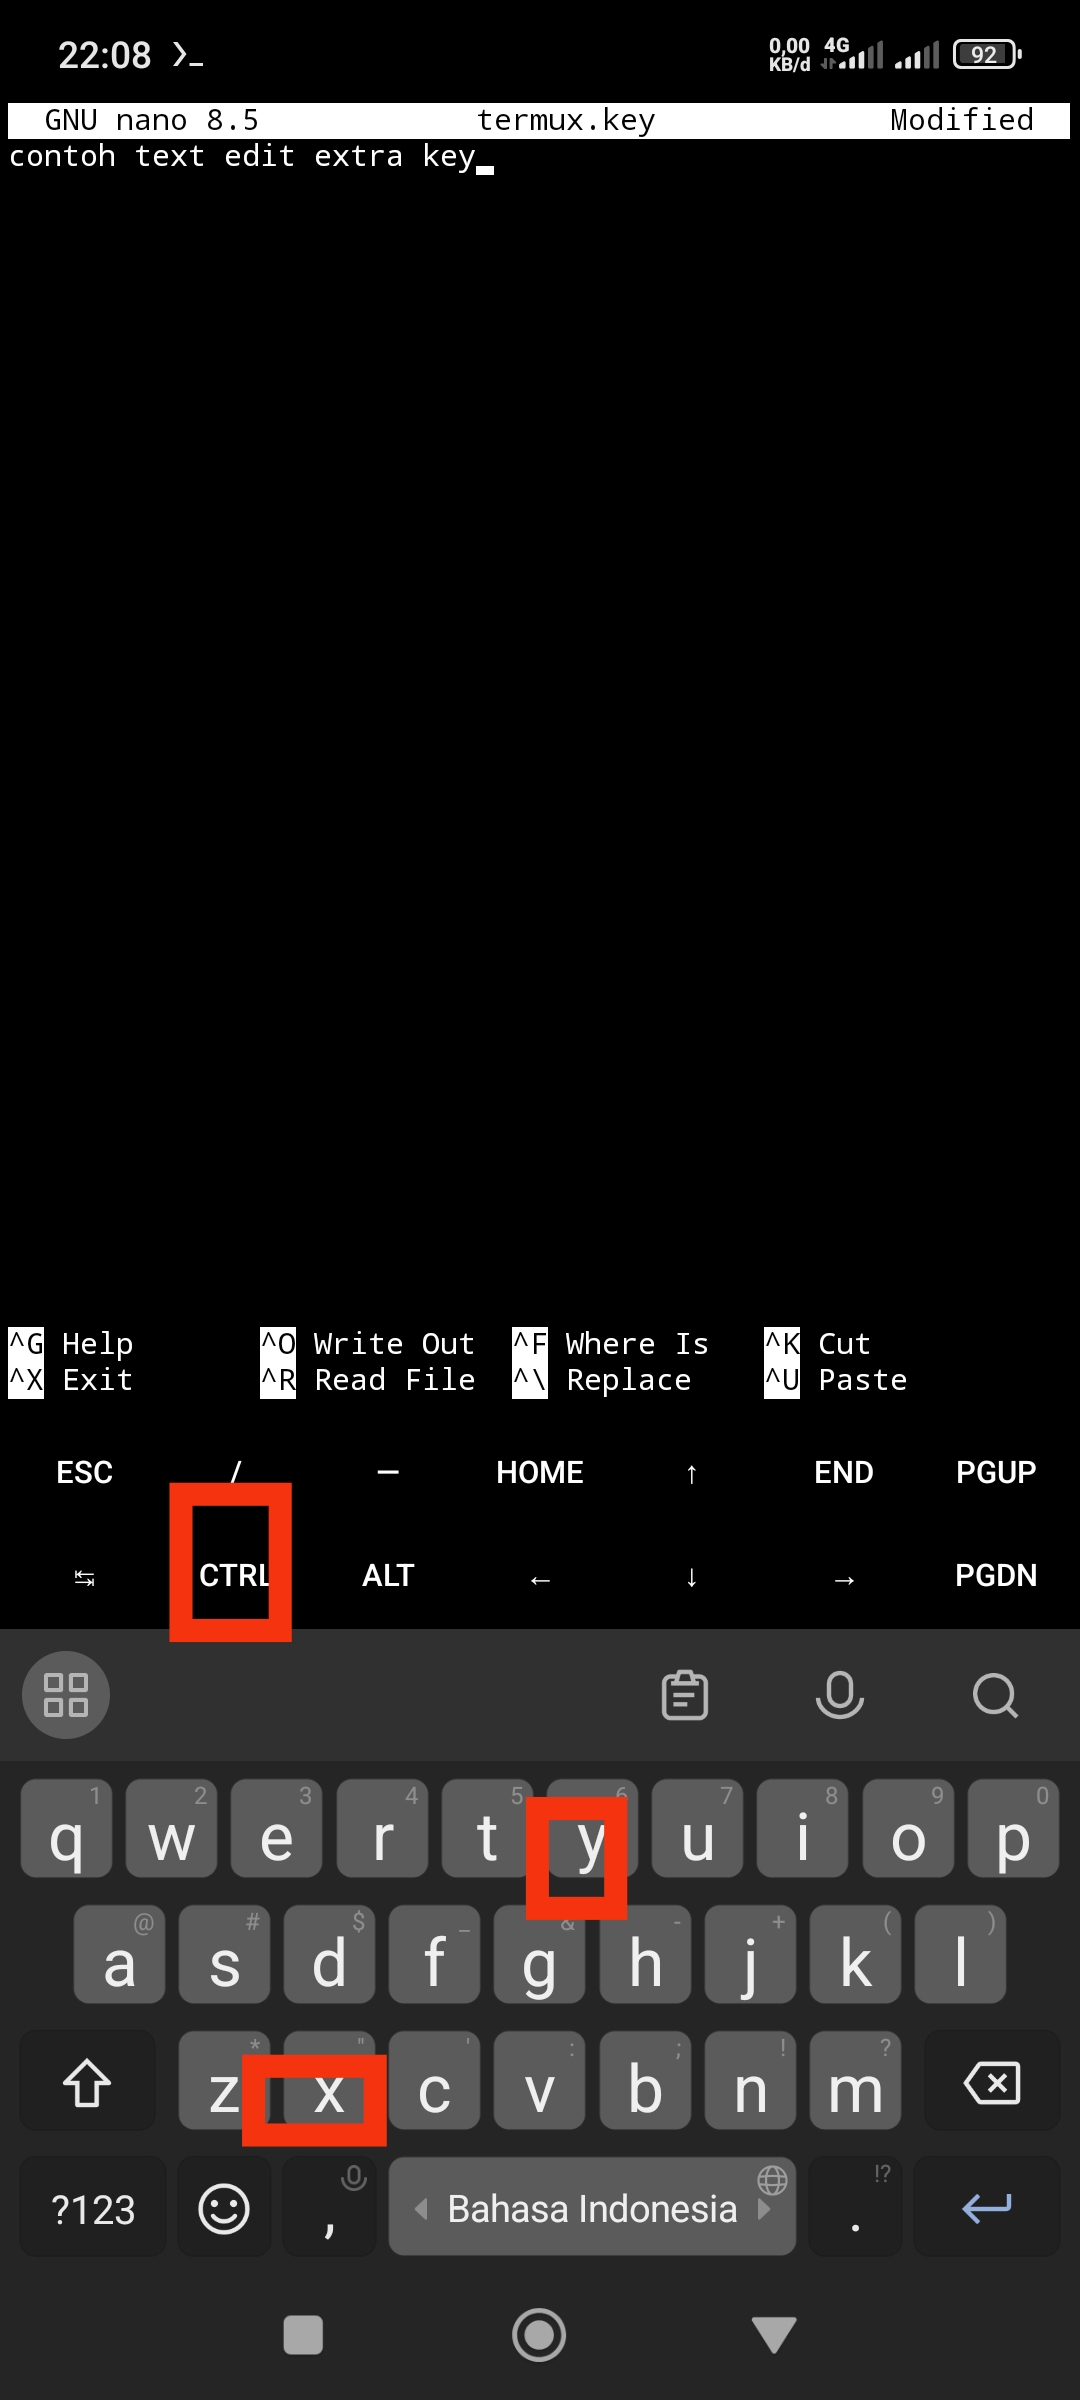 22:08 >_ 0,00 KB/d 4G 92
GNU nano 8.5 termux.key Modified
contoh text edit extra key
^G Help ^O Write Out ^F Where Is ^K Cut
^X Exit ^R Read File ^\ Replace ^U Paste
ESC / — HOME ↑ END PGUP
↹ CTRL ALT ← ↓ → PGDN
1 2 3 4 5 6 7 8 9 0
q w e r t y u i o p
@ # $ _ & - + ( )
a s d f g h j k l
* " ' : ; ! ?
z x c v b n m
!?
?123 , Bahasa Indonesia .